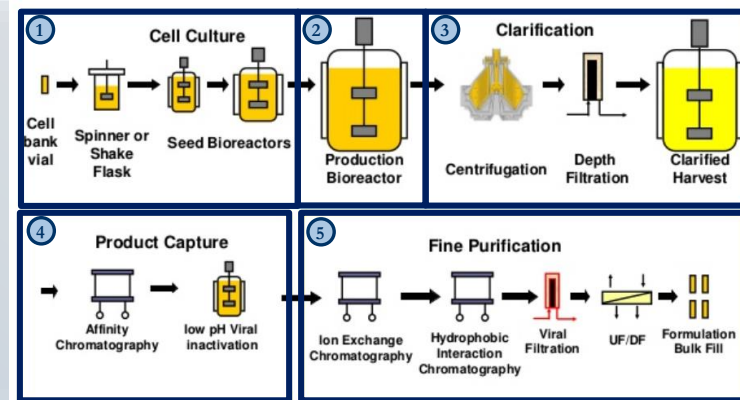 1
Cell Culture
Cell
bank
vial
Spinner or
Shake
Flask
Seed Bioreactors
2
Production
Bioreactor
3
Clarification
Centrifugation
Depth
Filtration
Clarified
Harvest
4
Product Capture
Affinity
Chromatography
low pH Viral
inactivation
5
Fine Purification
Ion Exchange
Chromatography
Hydrophobic
Interaction
Chromatography
Viral
Filtration
UF/DF
Formulation
Bulk Fill